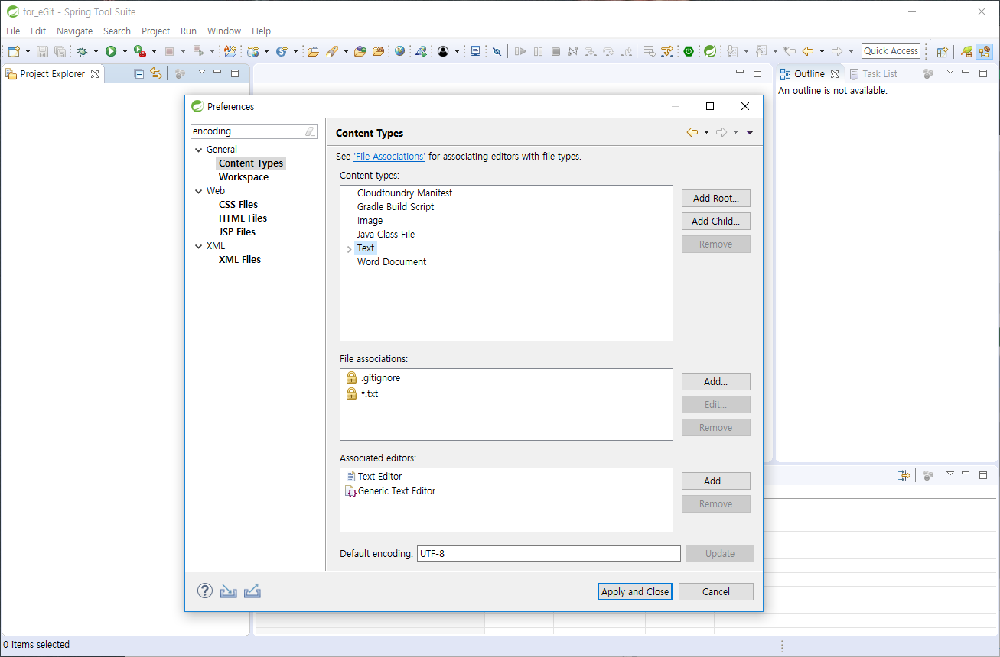 for_eGit - Spring Tool Suite
File Edit Navigate Search Project Run Window Help
Quick Access
Project Explorer
Outline Task List
An outline is not available.
Preferences
encoding
General
Content Types
Workspace
Web
CSS Files
HTML Files
JSP Files
XML
XML Files
Content Types
See 'File Associations' for associating editors with file types.
Content types:
Cloudfoundry Manifest
Gradle Build Script
Image
Java Class File
Text
Word Document
Add Root...
Add Child...
Remove
File associations:
.gitignore
*.txt
Add...
Edit...
Remove
Associated editors:
Text Editor
Generic Text Editor
Add...
Remove
Default encoding: UTF-8 Update
Apply and Close Cancel
0 items selected